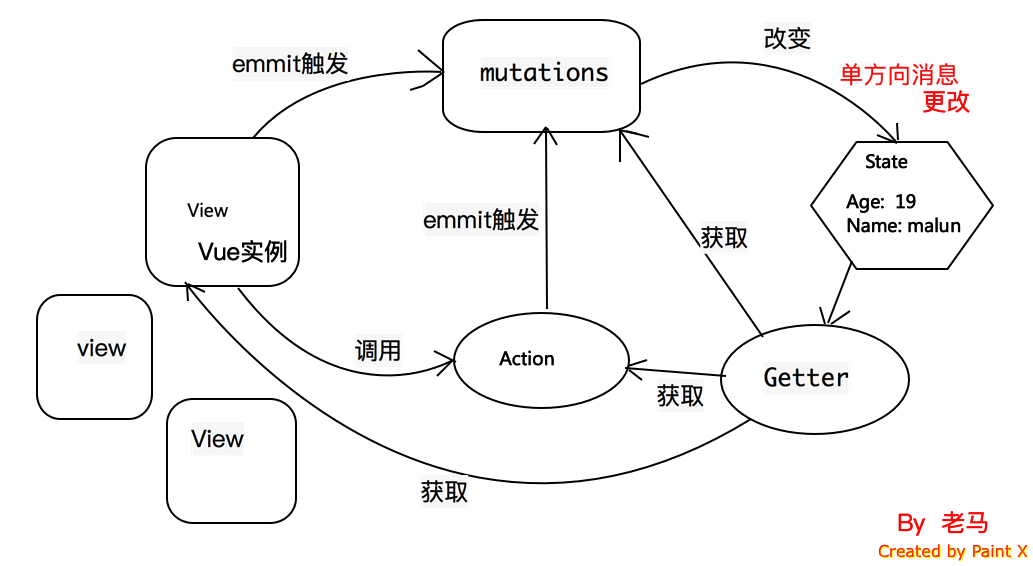 改变
emmit触发
mutations
单方向消息
更改
State
Age: 19
Name: malun
View
Vue实例
emmit触发
获取
view
调用
Action
Getter
获取
View
获取
By 老马
Created by Paint X